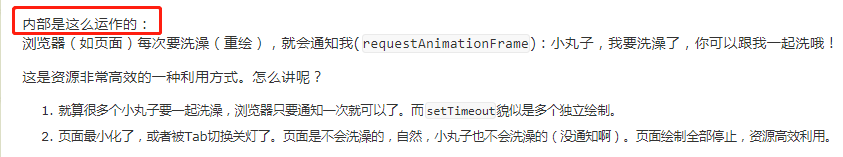 内部是这么运作的：
浏览器（如页面）每次要洗澡（重绘），就会通知我(requestAnimationFrame)：小丸子，我要洗澡了，你可以跟我一起洗哦！
这是资源非常高效的一种利用方式。怎么讲呢？
1. 就算很多个小丸子要一起洗澡，浏览器只要通知一次就可以了。而setTimeout貌似是多个独立绘制。
2. 页面最小化了，或者被Tab切换关灯了。页面是不会洗澡的，自然，小丸子也不会洗澡的（没通知啊）。页面绘制全部停止，资源高效利用。